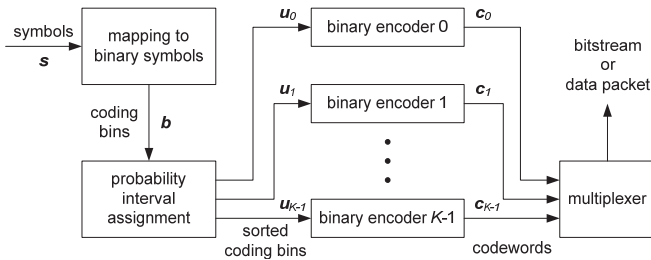 symbols
s
mapping to
binary symbols
coding
bins
b
probability
interval
assignment
u0
binary encoder 0
c0
u1
binary encoder 1
c1
uK-1
binary encoder K-1
cK-1
sorted
coding bins
codewords
multiplexer
bitstream
or
data packet